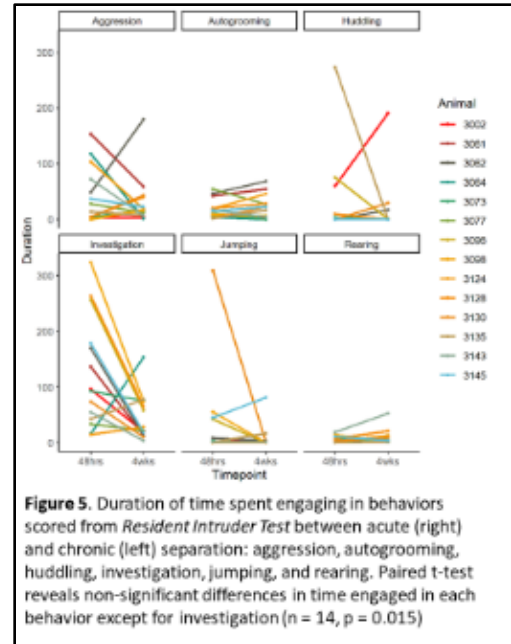 Aggression Autogrooming Huddling
300
200
100
0
Duration
Investigation Jumping Rearing
300
200
100
0
48hrs 4wks 48hrs 4wks 48hrs 4wks
Timepoint
Animal
3002
3051
3062
3064
3073
3077
3096
3098
3124
3128
3130
3135
3143
3145
Figure 5. Duration of time spent engaging in behaviors
scored from Resident Intruder Test between acute (right)
and chronic (left) separation: aggression, autogrooming,
huddling, investigation, jumping, and rearing. Paired t-test
reveals non-significant differences in time engaged in each
behavior except for investigation (n = 14, p = 0.015)